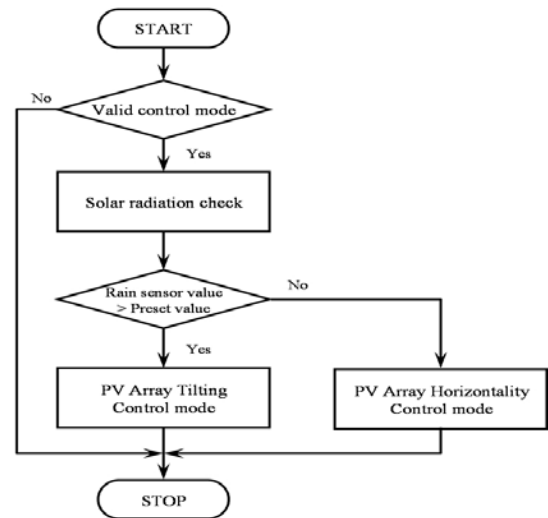 START
No
Valid control mode
Yes
Solar radiation check
Rain sensor value
> Preset value
No
Yes
PV Array Tilting
Control mode
PV Array Horizontality
Control mode
STOP